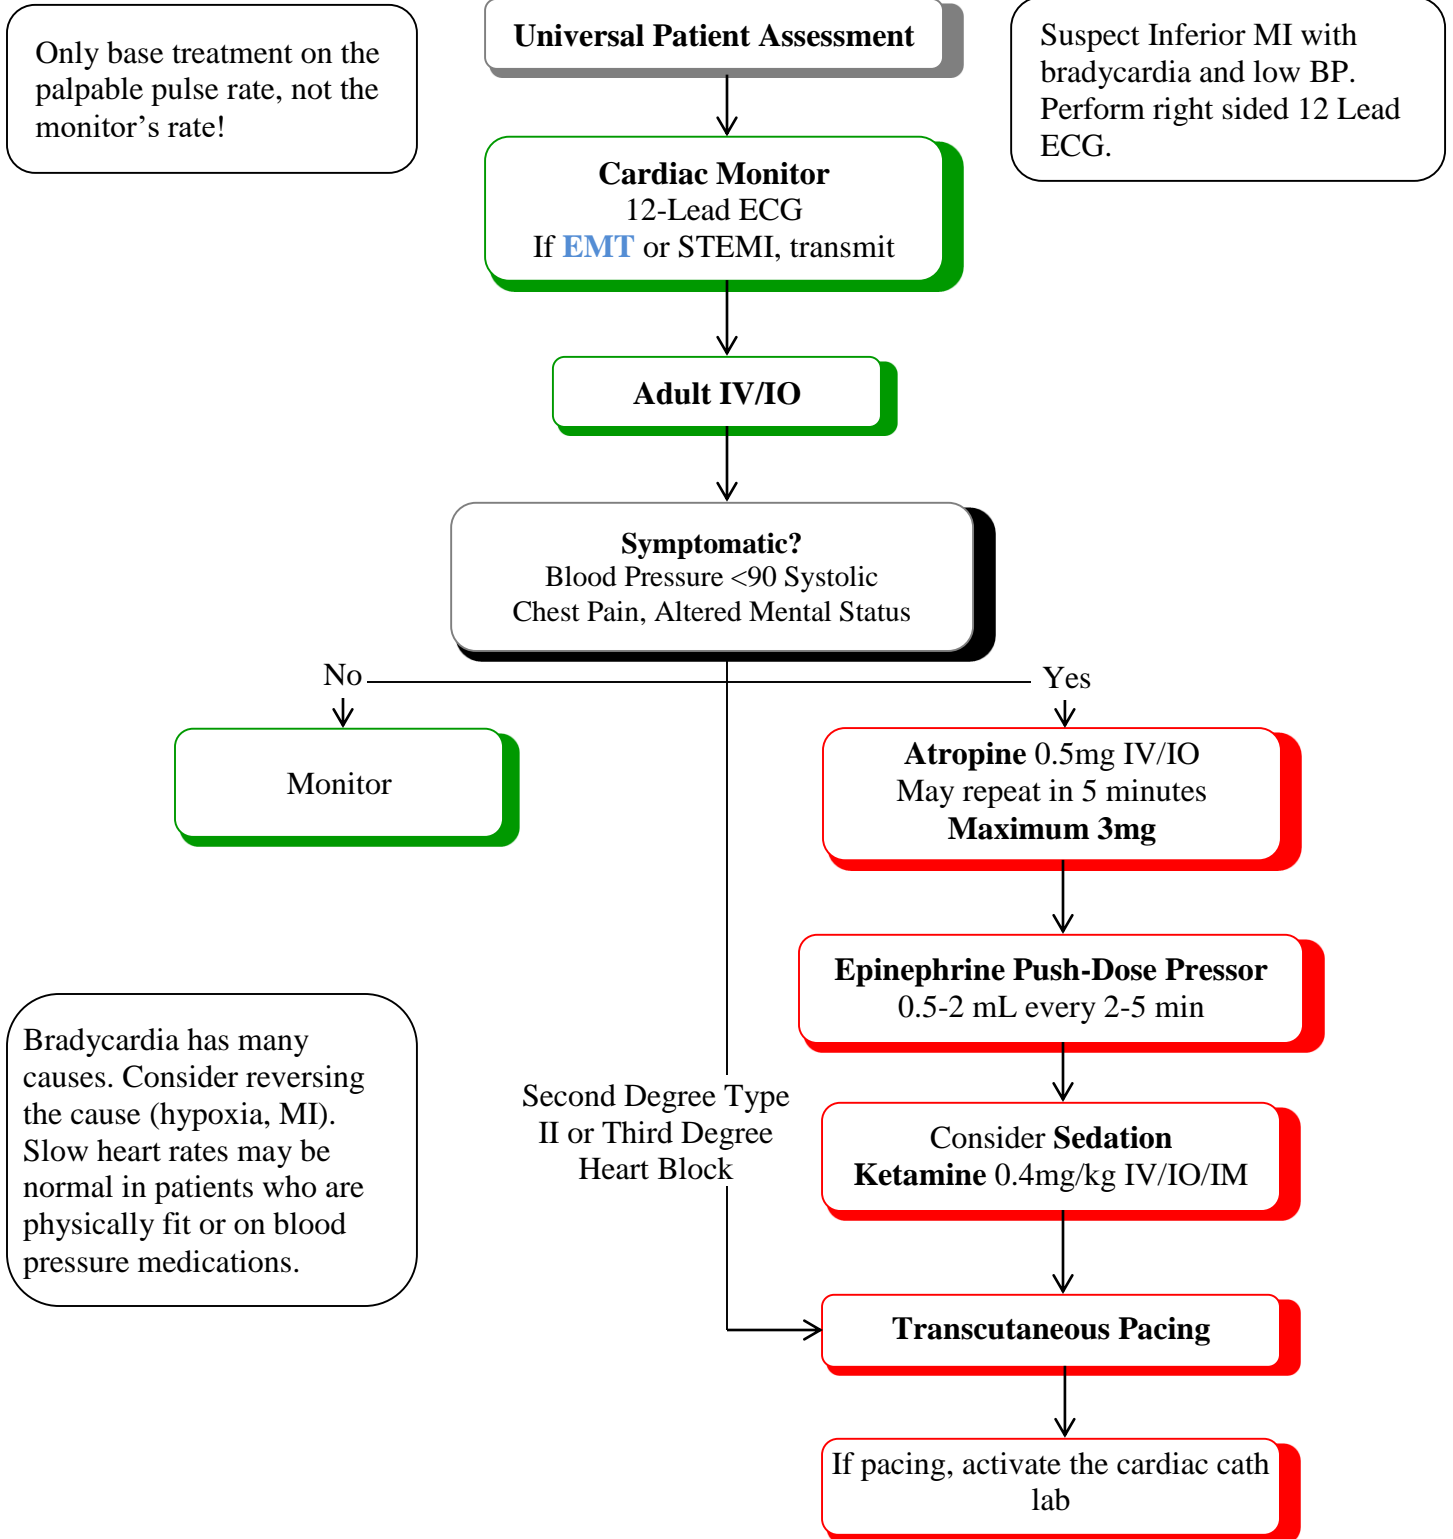 Only base treatment on the
palpable pulse rate, not the
monitor’s rate!
Universal Patient Assessment
Suspect Inferior MI with
bradycardia and low BP.
Perform right sided 12 Lead
ECG.
Cardiac Monitor
12-Lead ECG
If EMT or STEMI, transmit
Adult IV/IO
Symptomatic?
Blood Pressure <90 Systolic
Chest Pain, Altered Mental Status
No
Yes
Monitor
Atropine 0.5mg IV/IO
May repeat in 5 minutes
Maximum 3mg
Epinephrine Push-Dose Pressor
0.5-2 mL every 2-5 min
Bradycardia has many
causes. Consider reversing
the cause (hypoxia, MI).
Slow heart rates may be
normal in patients who are
physically fit or on blood
pressure medications.
Second Degree Type
II or Third Degree
Heart Block
Consider Sedation
Ketamine 0.4mg/kg IV/IO/IM
Transcutaneous Pacing
If pacing, activate the cardiac cath
lab